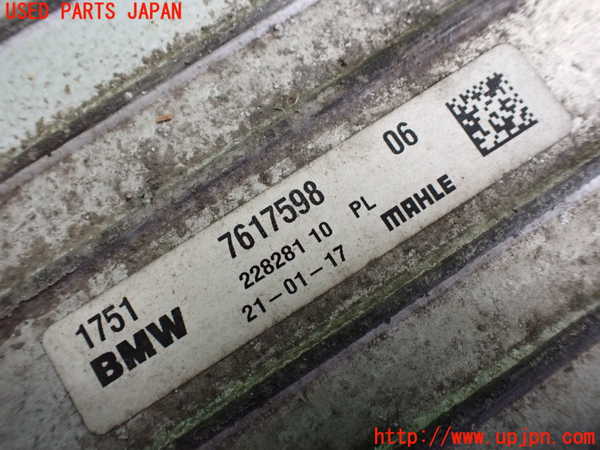 USED PARTS JAPAN
1751 7617598 06
BMW 228281 10 PL MAHLE
21-01-17
http://www.upjpn.com/